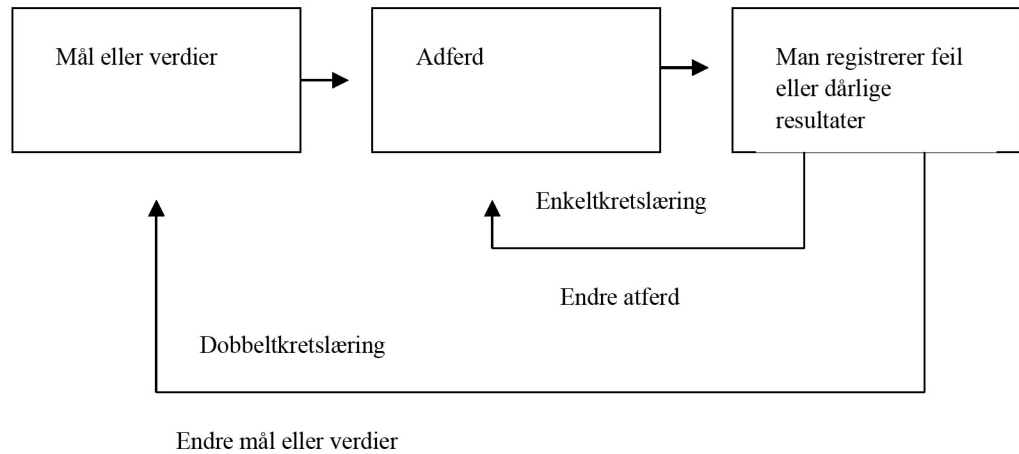 Mål eller verdier
Adferd
Man registrerer feil
eller dårlige
resultater
Enkeltkretslæring
Endre atferd
Dobbeltkretslæring
Endre mål eller verdier